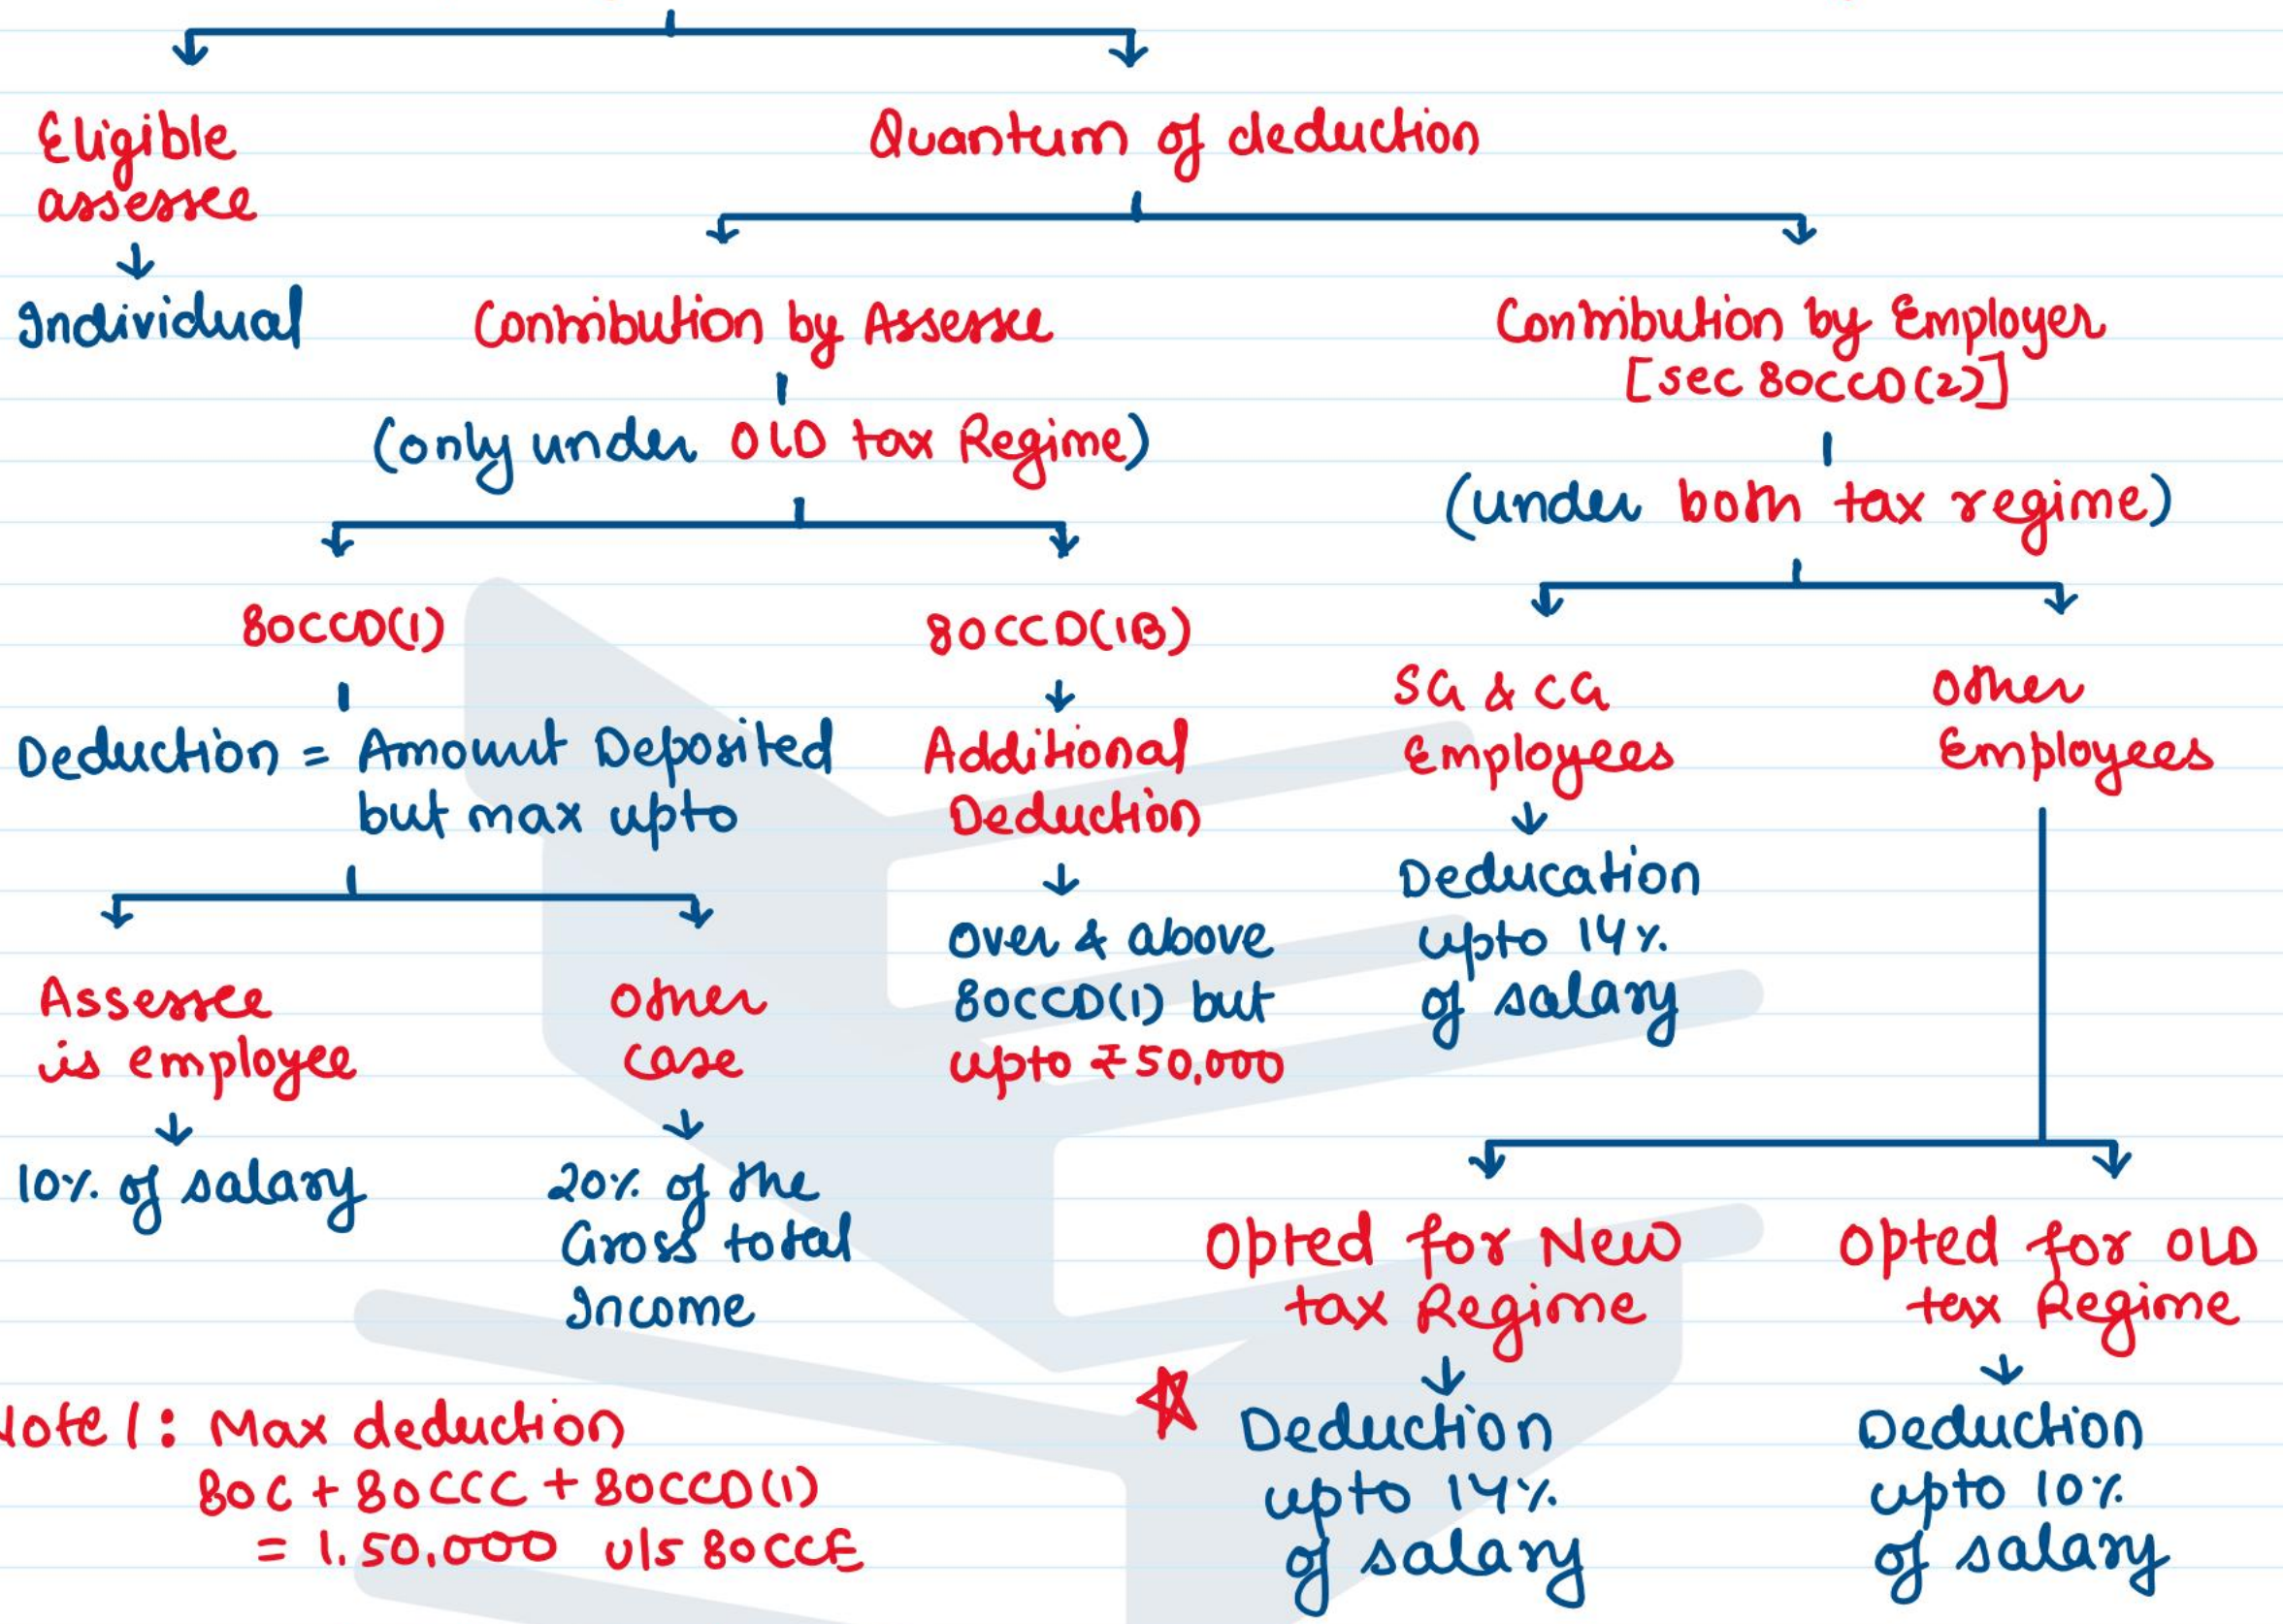 Eligible
assessee
Individual
Quantum of deduction
Contribution by Assessee
(only under OLD tax Regime)
80CCD(1)
Deduction = Amount Deposited
but max upto
Assessee
is employee
10% of salary
Other
case
20% of the
Gross total
Income
80CCD(1B)
Additional
Deduction
Over & above
80CCD(1) but
upto ₹50,000
Contribution by Employer
[sec 80CCD(2)]
(under both tax regime)
SG & CG
Employees
Deducation
upto 14%
of salary
Other
Employees
Opted for New
tax Regime
Deduction
upto 14%
of salary
Opted for OLD
tax Regime
Deduction
upto 10%
of salary
Note 1: Max deduction
80C + 80CCC + 80CCD(1)
= 1,50,000 u/s 80CCE